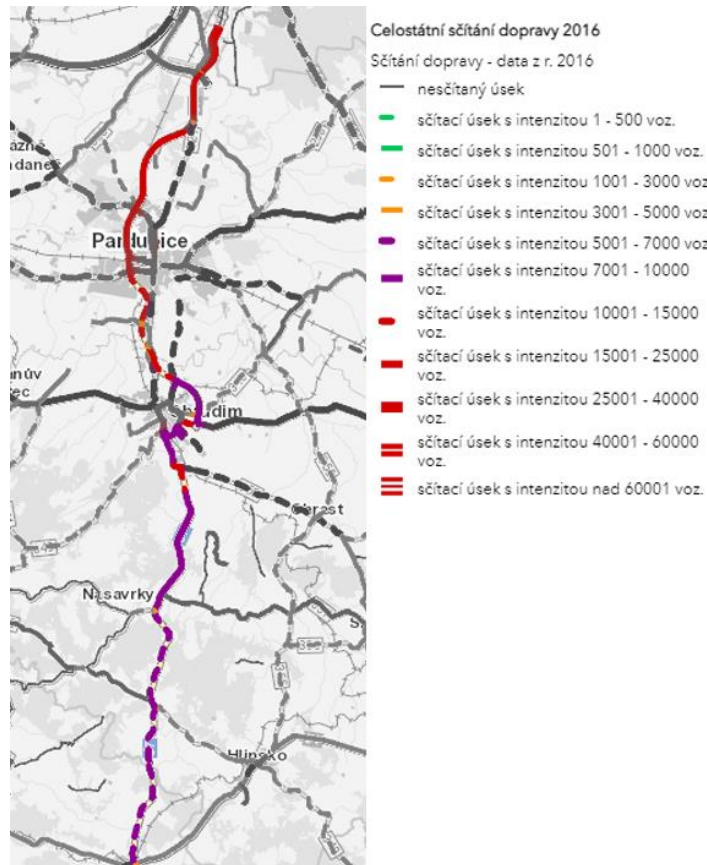 Celostátní sčítání dopravy 2016
Sčítání dopravy - data z r. 2016
nesčítaný úsek
sčítací úsek s intenzitou 1 - 500 voz.
sčítací úsek s intenzitou 501 - 1000 voz.
sčítací úsek s intenzitou 1001 - 3000 voz
sčítací úsek s intenzitou 3001 - 5000 voz.
sčítací úsek s intenzitou 5001 - 7000 voz
sčítací úsek s intenzitou 7001 - 10000
voz.
sčítací úsek s intenzitou 10001 - 15000
voz.
sčítací úsek s intenzitou 15001 - 25000
voz.
sčítací úsek s intenzitou 25001 - 40000
voz.
sčítací úsek s intenzitou 40001 - 60000
voz.
sčítací úsek s intenzitou nad 60001 voz.
ázně
daneč
Pardubice
nův
ec
Chrudim
Chrast
Nasavrky
S
Hlinsko